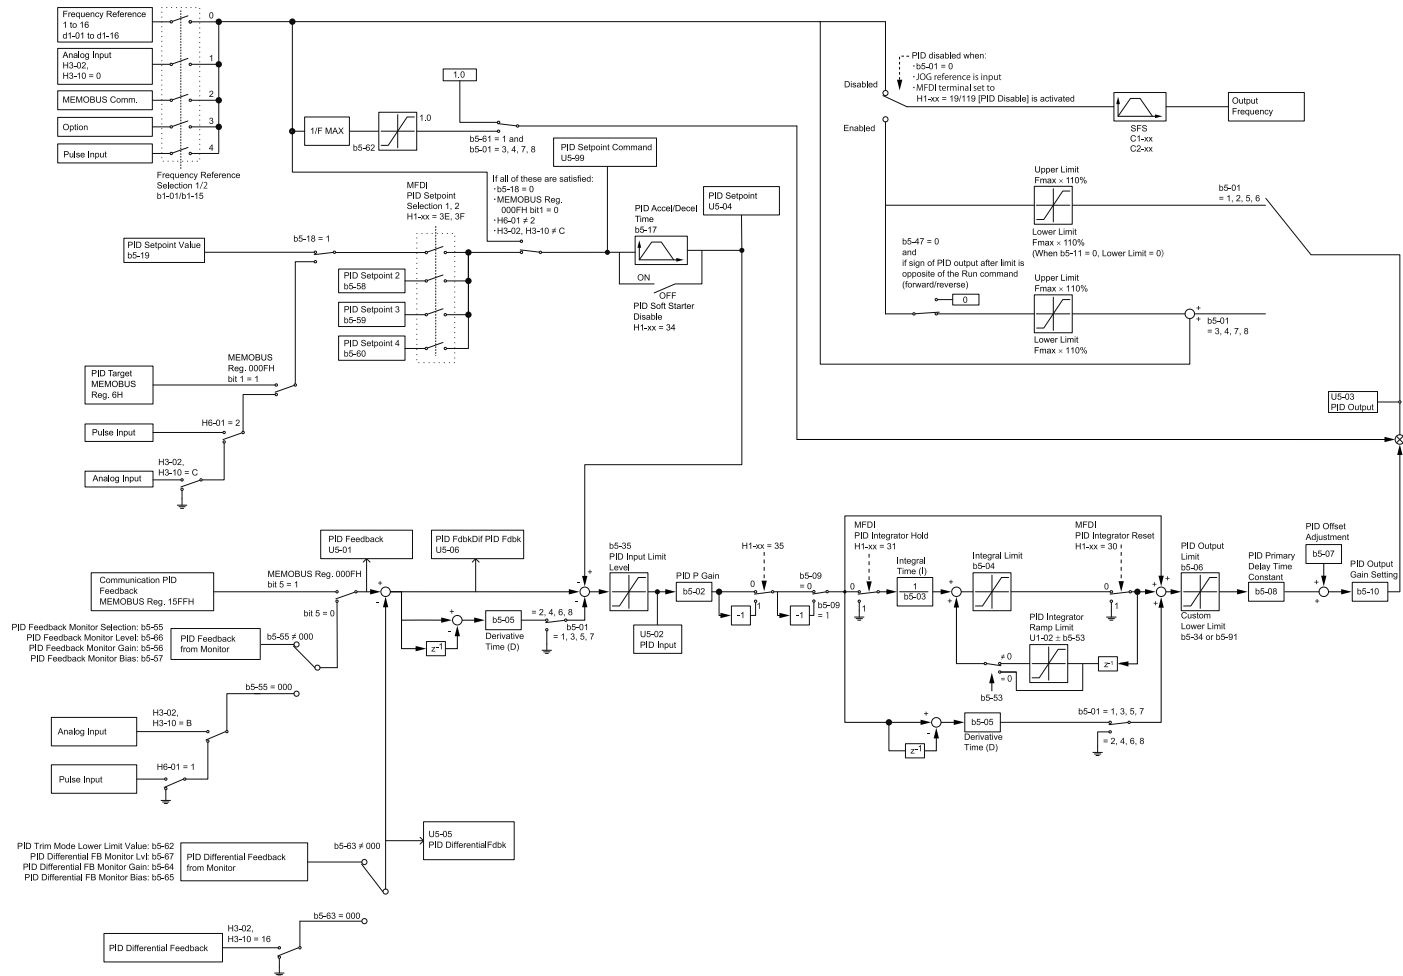 Frequency Reference
1 to 16
d1-01 to d1-16
Analog Input
H3-02,
H3-10 = 0
MEMOBUS Comm.
Option
Pulse Input
0
1
2
3
4
Frequency Reference
Selection 1/2
b1-01/b1-15
1/F MAX
b5-62
1.0
1.0
b5-61 = 1 and
b5-01 = 3, 4, 7, 8
PID disabled when:
·b5-01 = 0
·JOG reference is input
·MFDI terminal set to
H1-xx = 19/119 [PID Disable] is activated
Disabled
Enabled
SFS
C1-xx
C2-xx
Output
Frequency
PID Setpoint Command
U5-99
If all of these are satisfied:
·b5-18 = 0
·MEMOBUS Reg.
000FH bit1 = 0
·H6-01 ≠ 2
·H3-02, H3-10 ≠ C
MFDI
PID Setpoint
Selection 1, 2
H1-xx = 3E, 3F
PID Accel/Decel
Time
b5-17
PID Setpoint
U5-04
ON
OFF
PID Soft Starter
Disable
H1-xx = 34
PID Setpoint Value
b5-19
b5-18 = 1
PID Setpoint 2
b5-58
PID Setpoint 3
b5-59
PID Setpoint 4
b5-60
Upper Limit
Fmax × 110%
Lower Limit
Fmax × 110%
(When b5-11 = 0, Lower Limit = 0)
b5-01
= 1, 2, 5, 6
b5-47 = 0
and
if sign of PID output after limit is
opposite of the Run command
(forward/reverse)
0
Upper Limit
Fmax × 110%
Lower Limit
Fmax × 110%
+
+
b5-01
= 3, 4, 7, 8
PID Target
MEMOBUS
Reg. 6H
MEMOBUS
Reg. 000FH
bit 1 = 1
Pulse Input
H6-01 = 2
Analog Input
H3-02,
H3-10 = C
U5-03
PID Output
PID Feedback
U5-01
PID FdbkDif PID Fdbk
U5-06
Communication PID
Feedback
MEMOBUS Reg. 15FFH
MEMOBUS Reg. 000FH
bit 5 = 1
bit 5 = 0
PID Feedback Monitor Selection: b5-55
PID Feedback Monitor Level: b5-66
PID Feedback Monitor Gain: b5-56
PID Feedback Monitor Bias: b5-57
PID Feedback
from Monitor
b5-55 ≠ 000
b5-55 = 000
+
-
+
-
z-1
b5-05
Derivative
Time (D)
= 2, 4, 6, 8
b5-01
= 1, 3, 5, 7
+
-
-
b5-35
PID Input Limit
Level
U5-02
PID Input
PID P Gain
b5-02
H1-xx = 35
0
1
-1
b5-09
= 0
b5-09
= 1
-1
MFDI
PID Integrator Hold
H1-xx = 31
0
1
Integral
Time (I)
1
b5-03
+
+
Integral Limit
b5-04
MFDI
PID Integrator Reset
H1-xx = 30
0
1
PID Integrator
Ramp Limit
U1-02 ± b5-53
≠ 0
= 0
b5-53
z-1
+
-
z-1
b5-05
Derivative
Time (D)
b5-01 = 1, 3, 5, 7
= 2, 4, 6, 8
+
+
+
PID Output
Limit
b5-06
Custom
Lower Limit
b5-34 or b5-91
PID Primary
Delay Time
Constant
b5-08
PID Offset
Adjustment
b5-07
+
+
PID Output
Gain Setting
b5-10
Analog Input
H3-02,
H3-10 = B
Pulse Input
H6-01 = 1
U5-05
PID DifferentialFdbk
PID Trim Mode Lower Limit Value: b5-62
PID Differential FB Monitor Lvl: b5-67
PID Differential FB Monitor Gain: b5-64
PID Differential FB Monitor Bias: b5-65
PID Differential Feedback
from Monitor
b5-63 ≠ 000
b5-63 = 000
PID Differential Feedback
H3-02,
H3-10 = 16